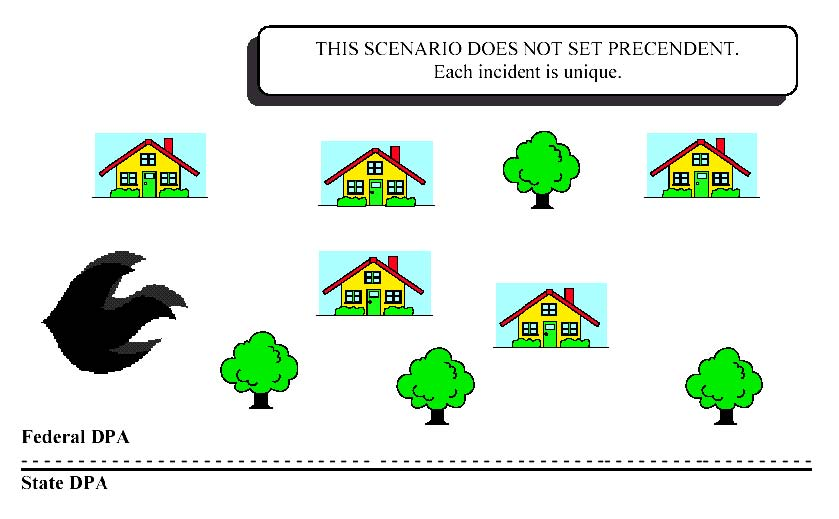 THIS SCENARIO DOES NOT SET PRECENDENT.
Each incident is unique.
Federal DPA
State DPA